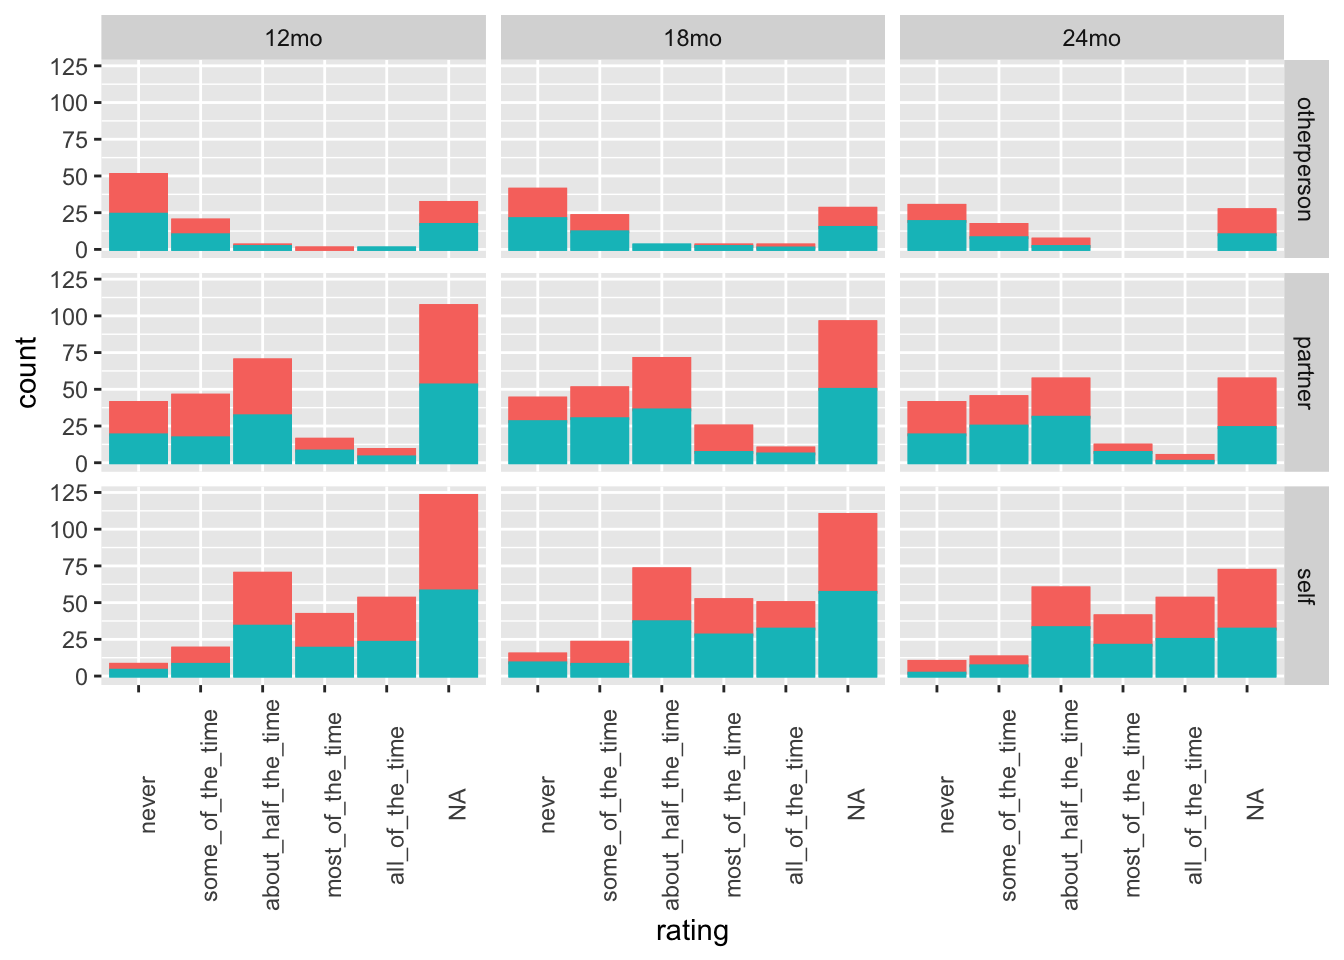 12mo
18mo
24mo
125
100
75
50
25
0
otherperson
125
100
75
50
25
0
partner
125
100
75
50
25
0
self
count
never
some_of_the_time
about_half_the_time
most_of_the_time
all_of_the_time
NA
never
some_of_the_time
about_half_the_time
most_of_the_time
all_of_the_time
NA
never
some_of_the_time
about_half_the_time
most_of_the_time
all_of_the_time
NA
rating